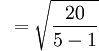 = √(20 / (5 − 1))